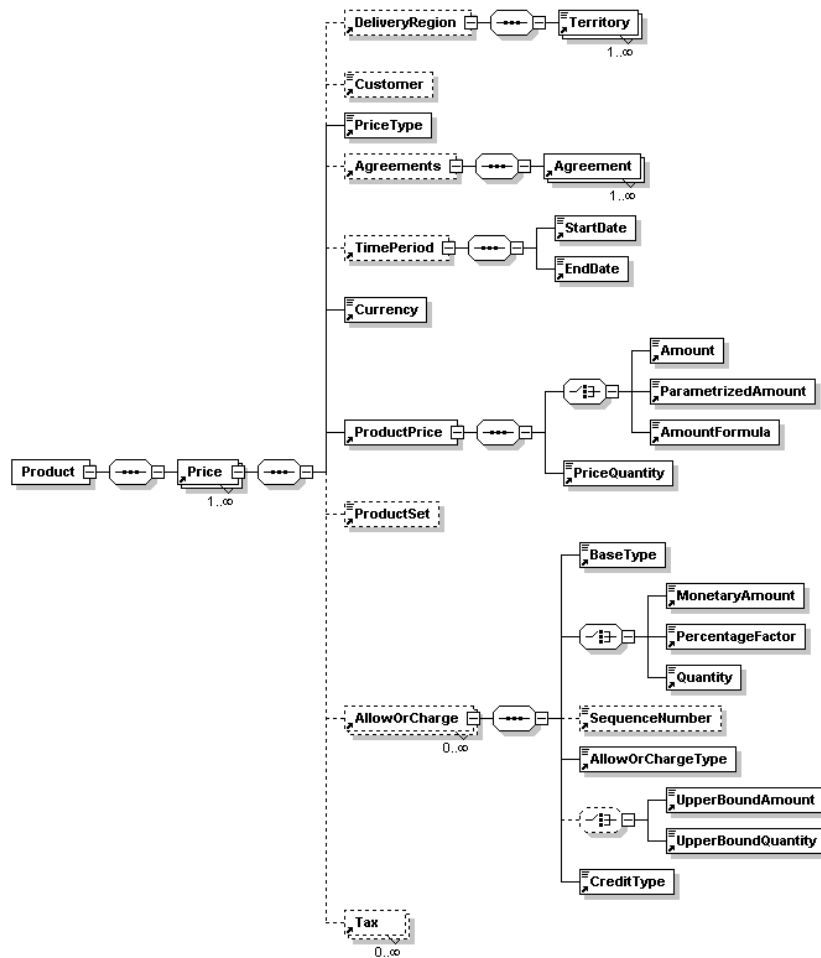 DeliveryRegion
Territory
1..∞
Customer
PriceType
Agreements
Agreement
1..∞
TimePeriod
StartDate
EndDate
Currency
Amount
ParametrizedAmount
AmountFormula
ProductPrice
PriceQuantity
Product
Price
1..∞
ProductSet
BaseType
MonetaryAmount
PercentageFactor
Quantity
AllowOrCharge
0..∞
SequenceNumber
AllowOrChargeType
UpperBoundAmount
UpperBoundQuantity
CreditType
Tax
0..∞